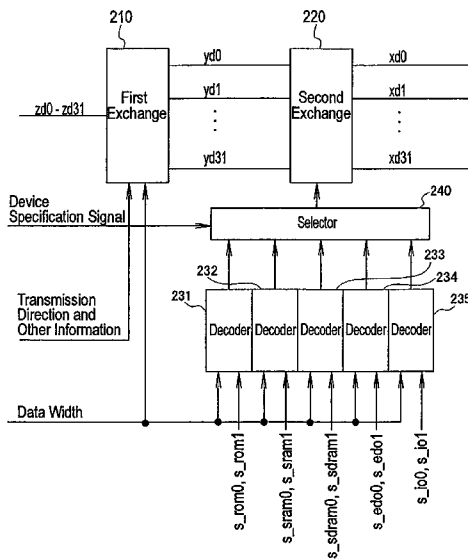 210
220
First
Exchange
yd0
yd1
yd31
Second
Exchange
xd0
xd1
xd31
zd0 - zd31
Device
Specification Signal
240
Selector
232
233
231
234
235
Decoder
Decoder
Decoder
Decoder
Decoder
Transmission
Direction and
Other Information
Data Width
s_rom0, s_rom1
s_sram0, s_sram1
s_sdram0, s_sdram1
s_edo0, s_edo1
s_io0, s_io1